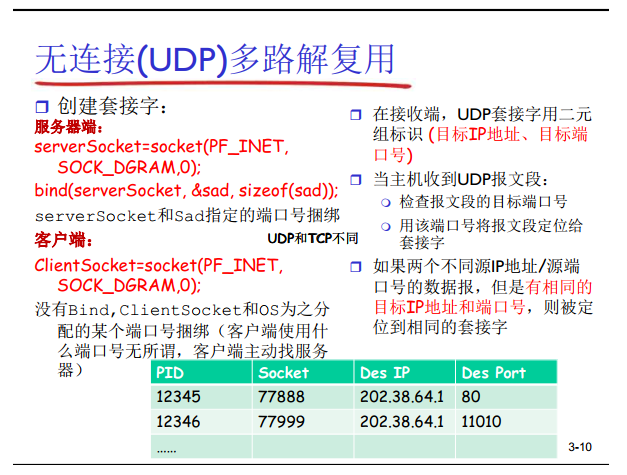 无连接(UDP)多路解复用
❒ 创建套接字：
服务器端：
serverSocket=socket(PF_INET,
SOCK_DGRAM,0);
bind(serverSocket, &sad, sizeof(sad));
serverSocket和Sad指定的端口号捆绑
客户端：
UDP和TCP不同
ClientSocket=socket(PF_INET,
SOCK_DGRAM,0);
没有Bind,ClientSocket和OS为之分
配的某个端口号捆绑（客户端使用什
么端口号无所谓，客户端主动找服务
器）
❒ 在接收端，UDP套接字用二元
组标识 (目标IP地址、目标端
口号)
❒ 当主机收到UDP报文段：
❍ 检查报文段的目标端口号
❍ 用该端口号将报文段定位给
套接字
❒ 如果两个不同源IP地址/源端
口号的数据报，但是有相同的
目标IP地址和端口号，则被定
位到相同的套接字
PID Socket Des IP Des Port
12345 77888 202.38.64.1 80
12346 77999 202.38.64.1 11010
……
3-10